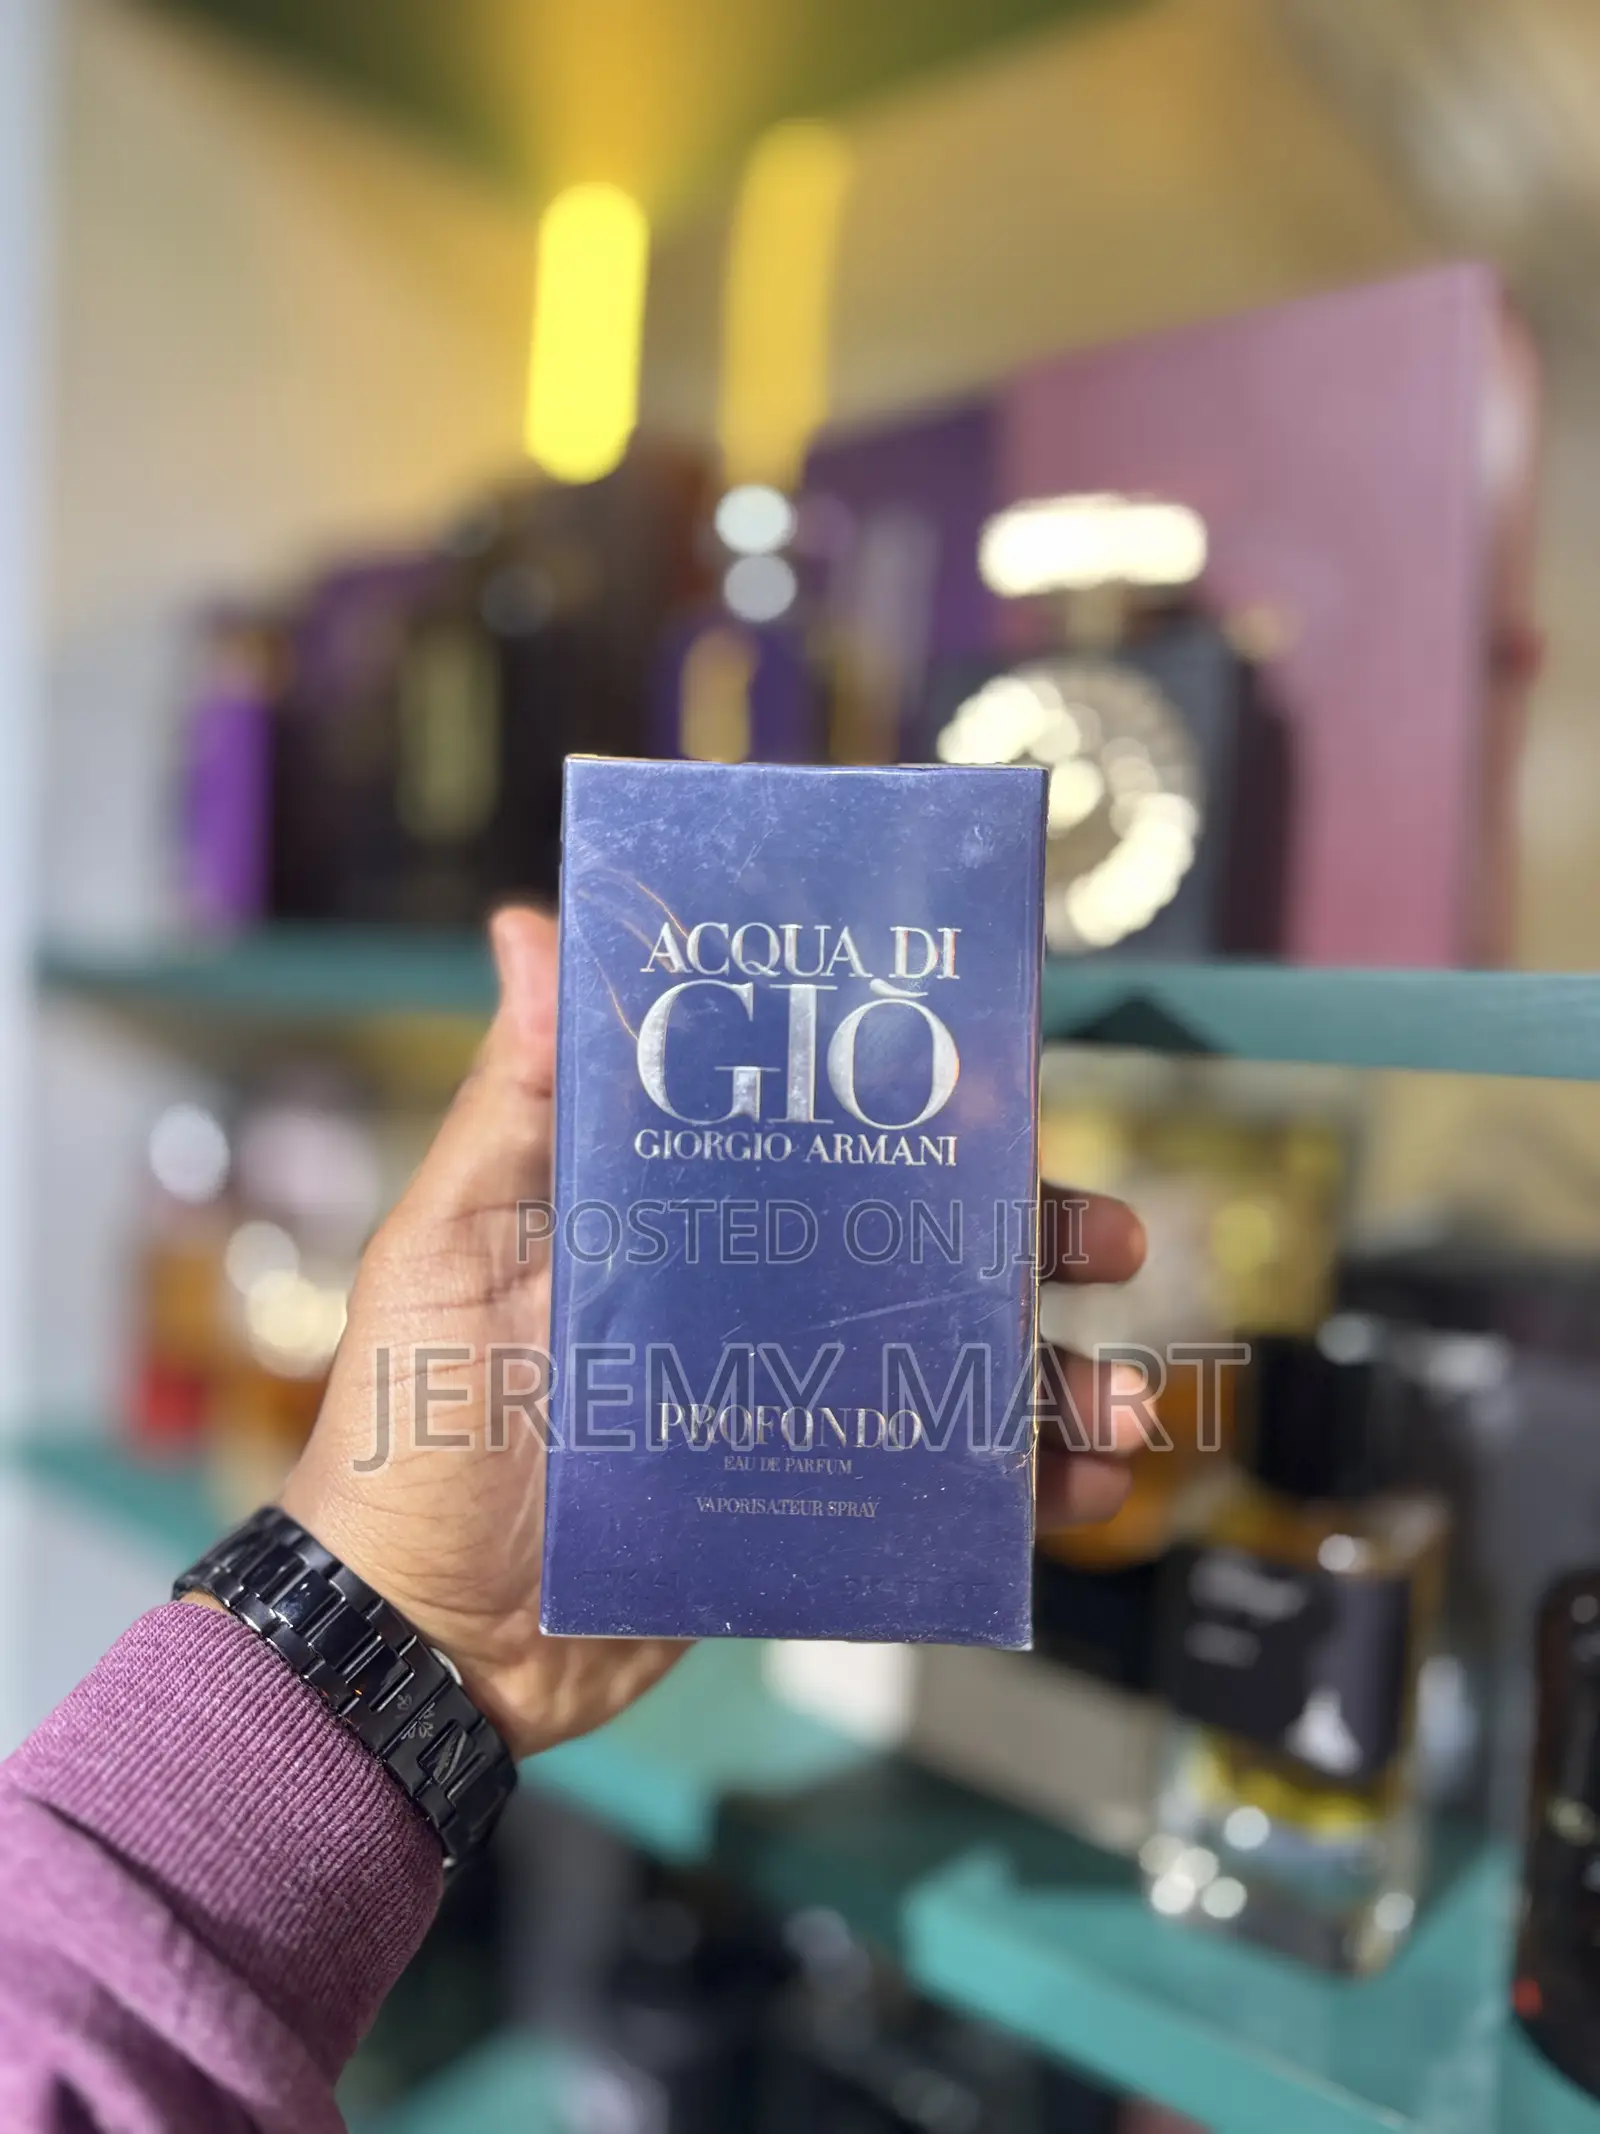 ACQUA DI
GIÒ
GIORGIO ARMANI
POSTED ON JIJI
JEREMY MART
PROFONDO
EAU DE PARFUM
VAPORISATEUR SPRAY